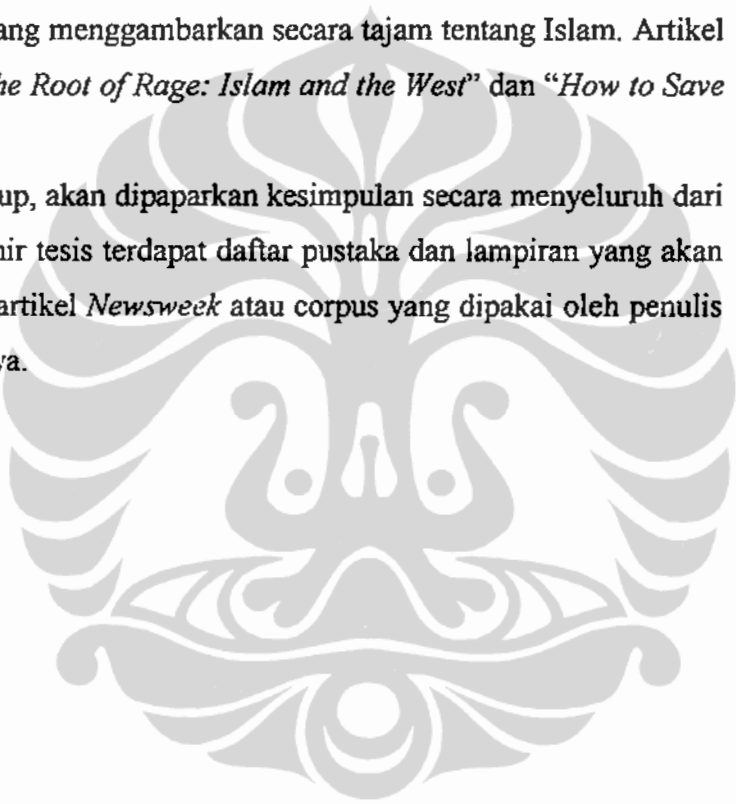 ang menggambarkan secara tajam tentang Islam. Artikel
he Root of Rage: Islam and the West” dan “How to Save
up, akan dipaparkan kesimpulan secara menyeluruh dari
hir tesis terdapat daftar pustaka dan lampiran yang akan
artikel Newsweek atau corpus yang dipakai oleh penulis
ya.